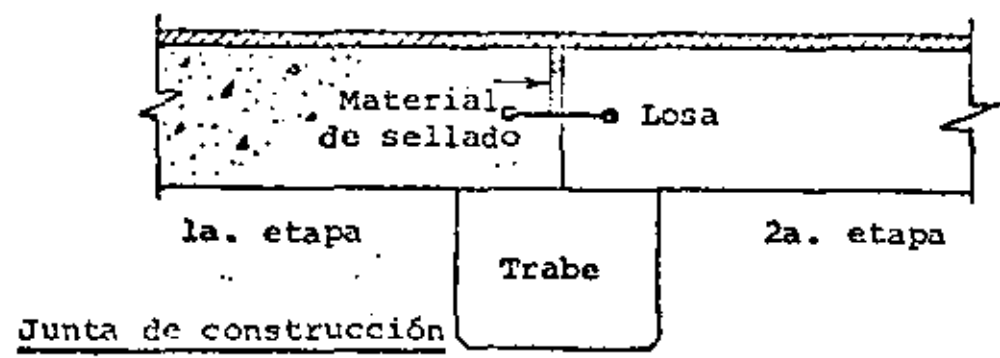 Material
de sellado
Losa
1a. etapa
2a. etapa
Trabe
Junta de construcción